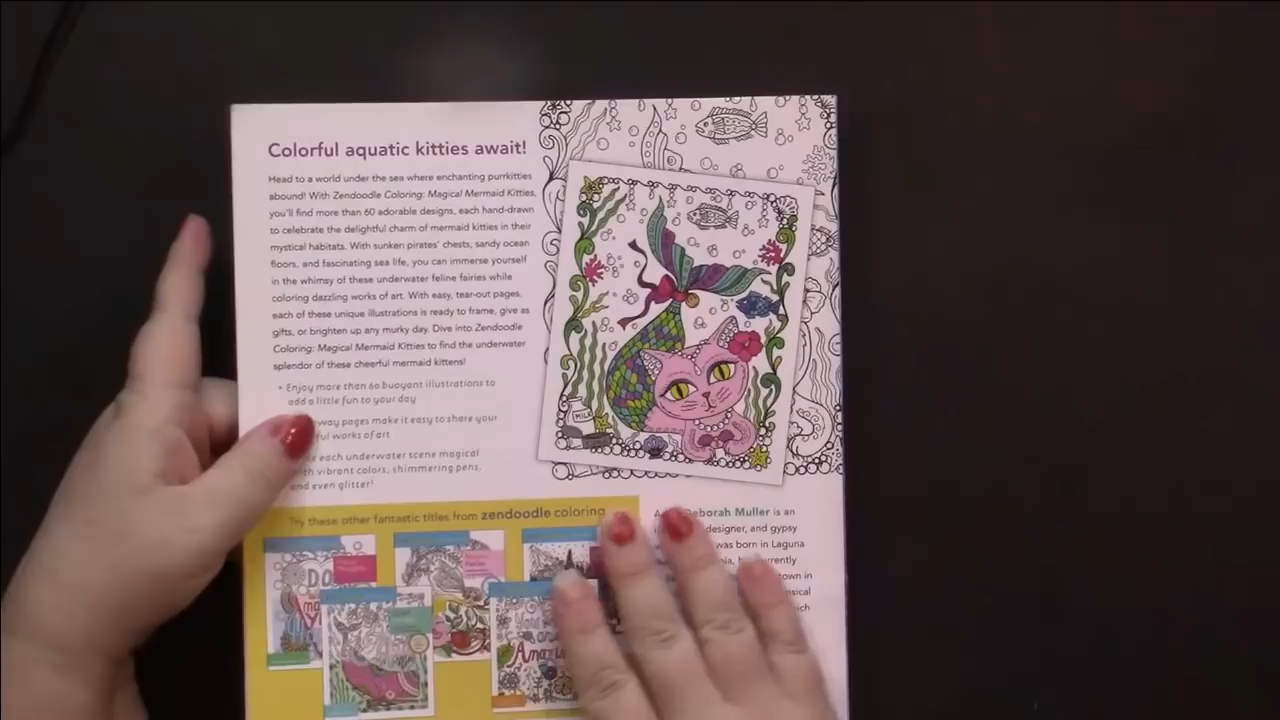 Colorful aquatic kitties await!
Head to a world under the sea where enchanting purrkitties
abound! With Zendoodle Coloring: Magical Mermaid Kitties,
you'll find more than 60 adorable designs, each hand-drawn
to celebrate the delightful charm of mermaid kitties in their
mystical habitats. With sunken pirates' chests, sandy ocean
floors, and fascinating sea life, you can immerse yourself
in the whimsy of these underwater feline fairies while
coloring dazzling works of art. With easy, tear-out pages,
each of these unique illustrations is ready to frame, give as
gifts, or brighten up any murky day. Dive into Zendoodle
Coloring: Magical Mermaid Kitties to find the underwater
splendor of these cheerful mermaid kittens!
• Enjoy more than 60 buoyant illustrations to
add a little fun to your day
pages make it easy to share your
works of art
each underwater scene magical
vibrant colors, shimmering pens,
and even glitter!
MILK
Try these other fantastic titles from zendoodle coloring
Deborah Muller is an
designer, and gypsy
was born in Laguna
town in